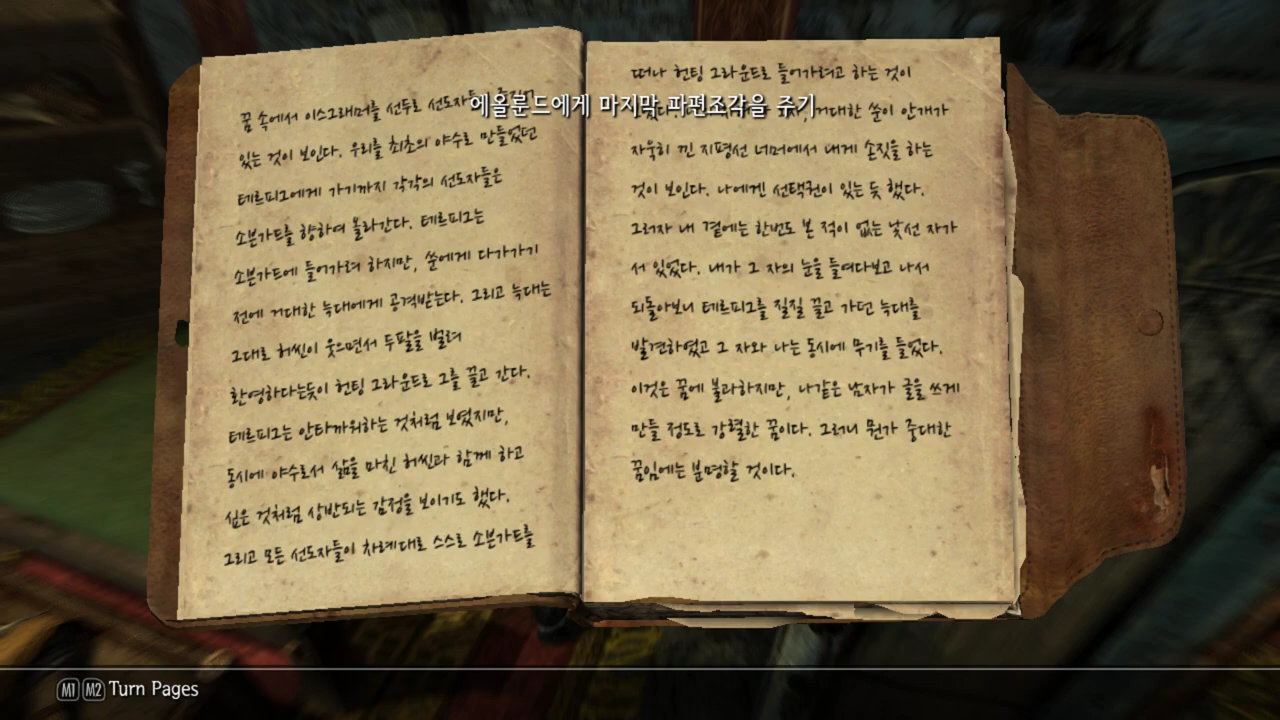 꿈 속에서 이스그래머를 선두로 선도자들
에올룬드에게 마지막 파편조각을 주기
있는 것이 보인다. 우리를 최초의 야수로 만들었던
테르피그에게 가기까지 각각의 선도자들은
소븐가드를 향하여 올라간다. 테르피그는
소븐가드에 들어가려 하지만, 쑨에게 다가가기
전에 거대한 늑대에게 공격받는다. 그리고 늑대는
그대로 허씬이 웃으면서 두팔을 벌려
환영하다는듯이 헌팅 그라운드로 그를 끌고 간다.
테르피그는 안타까워하는 것처럼 보였지만,
동시에 야수로서 삶을 마친 허씬과 함께 하고
싶은 것처럼 상반되는 감정을 보이기도 했다.
그리고 모든 선도자들이 차례대로 스스로 소븐가드를
떠나 헌팅 그라운드로 들어가려고 하는 것이
거대한 쑨이 안개가
자욱히 낀 지평선 너머에서 내게 손짓을 하는
것이 보인다. 나에겐 선택권이 있는 듯 했다.
그러자 내 곁에는 한번도 본 적이 없는 낯선 자가
서 있었다. 내가 그 자의 눈을 들여다보고 나서
되돌아보니 테르피그를 질질 끌고 가던 늑대를
발견하였고 그 자와 나는 동시에 무기를 들었다.
이것은 꿈에 불과하지만, 나같은 남자가 글을 쓰게
만들 정도로 강렬한 꿈이다. 그러니 뭔가 중대한
꿈임에는 분명할 것이다.
M1 M2 Turn Pages